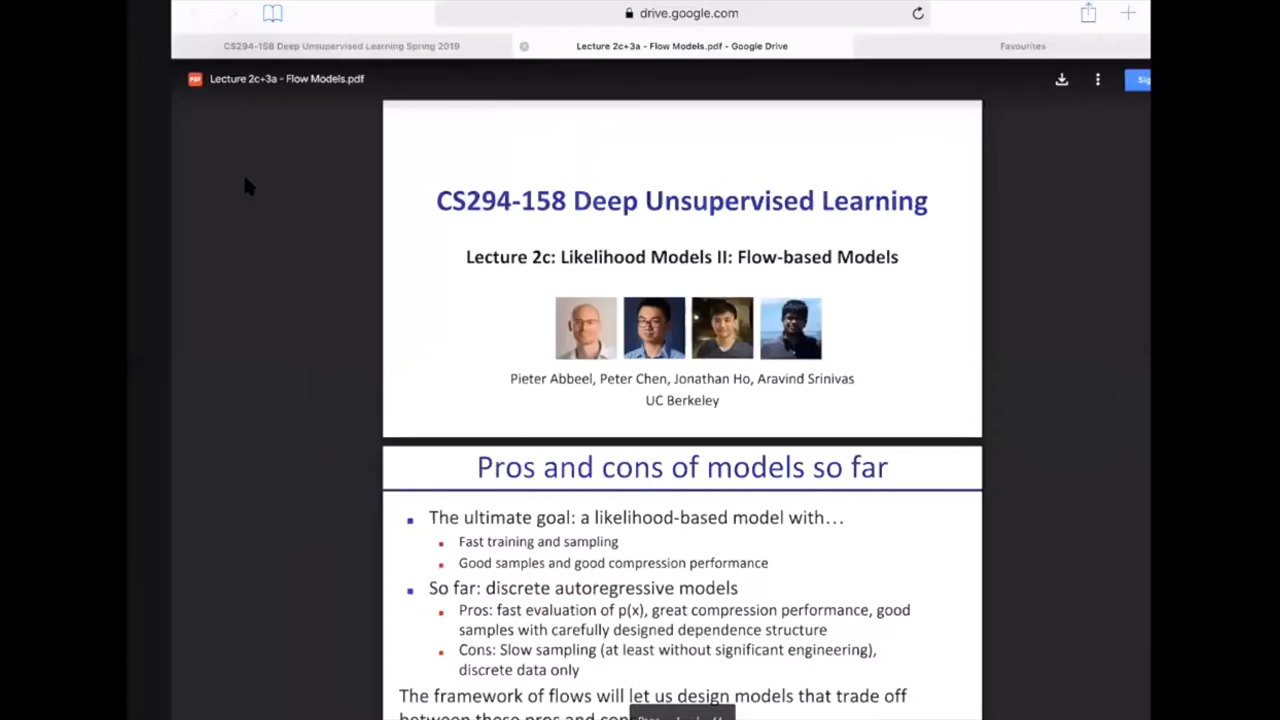 drive.google.com
CS294-158 Deep Unsupervised Learning Spring 2019
Lecture 2c+3a - Flow Models.pdf - Google Drive
Favourites
PDF
Lecture 2c+3a - Flow Models.pdf
CS294-158 Deep Unsupervised Learning
Lecture 2c: Likelihood Models II: Flow-based Models
Pieter Abbeel, Peter Chen, Jonathan Ho, Aravind Srinivas
UC Berkeley
Pros and cons of models so far
The ultimate goal: a likelihood-based model with…
Fast training and sampling
Good samples and good compression performance
So far: discrete autoregressive models
Pros: fast evaluation of p(x), great compression performance, good
samples with carefully designed dependence structure
Cons: Slow sampling (at least without significant engineering),
discrete data only
The framework of flows will let us design models that trade off
between these pros and